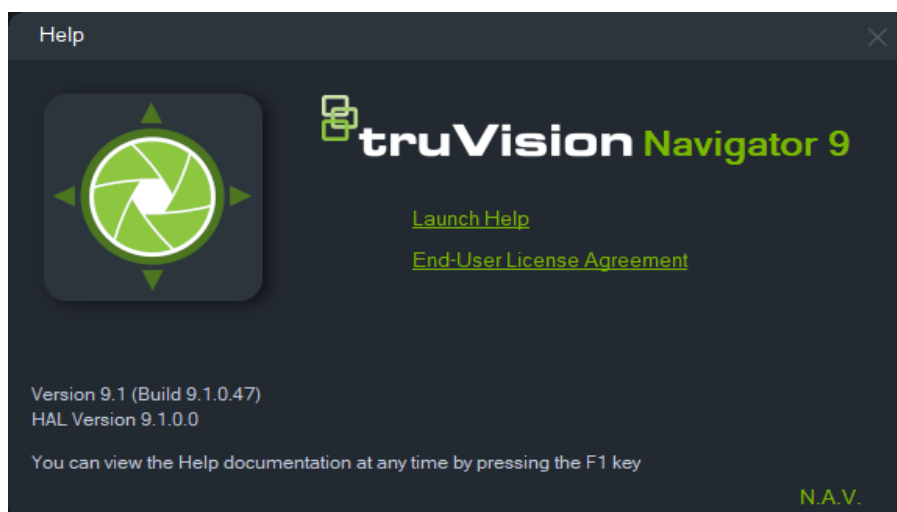 Help
truVision Navigator 9
Launch Help
End-User License Agreement
Version 9.1 (Build 9.1.0.47)
HAL Version 9.1.0.0
You can view the Help documentation at any time by pressing the F1 key
N.A.V.